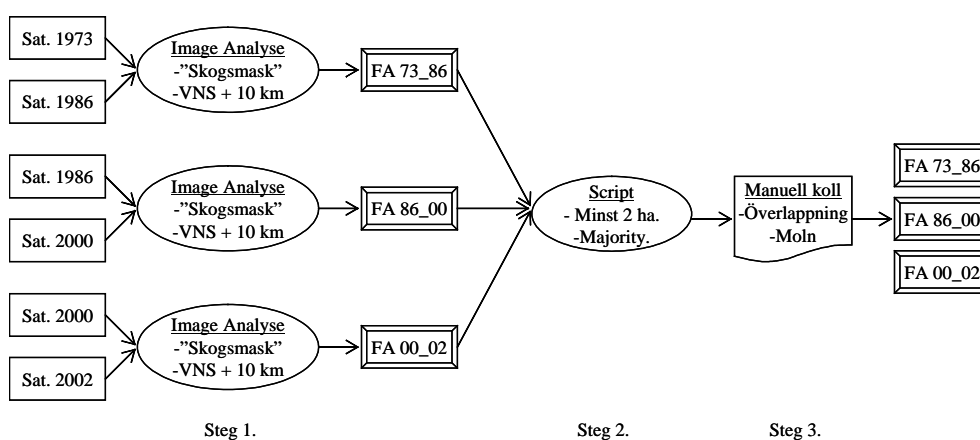 Sat. 1973
Sat. 1986
Image Analyse
-”Skogsmask”
-VNS + 10 km
FA 73_86
Sat. 1986
Sat. 2000
Image Analyse
-”Skogsmask”
-VNS + 10 km
FA 86_00
Sat. 2000
Sat. 2002
Image Analyse
-”Skogsmask”
-VNS + 10 km
FA 00_02
Script
- Minst 2 ha.
-Majority.
Manuell koll
-Överlappning
-Moln
FA 73_86
FA 86_00
FA 00_02
Steg 1.
Steg 2.
Steg 3.